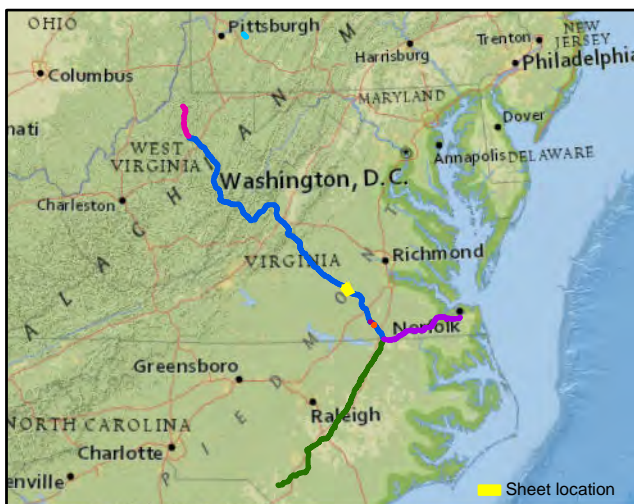 OHIO
Pittsburgh
NEW
JERSEY
Trenton
Harrisburg
Columbus
Philadelphia
MARYLAND
nati
Dover
WEST
VIRGINIA
Annapolis
DELAWARE
Washington, D.C.
Charleston
Richmond
VIRGINIA
Norfolk
Greensboro
Raleigh
NORTH CAROLINA
Charlotte
enville
PIEDMONT
Sheet location